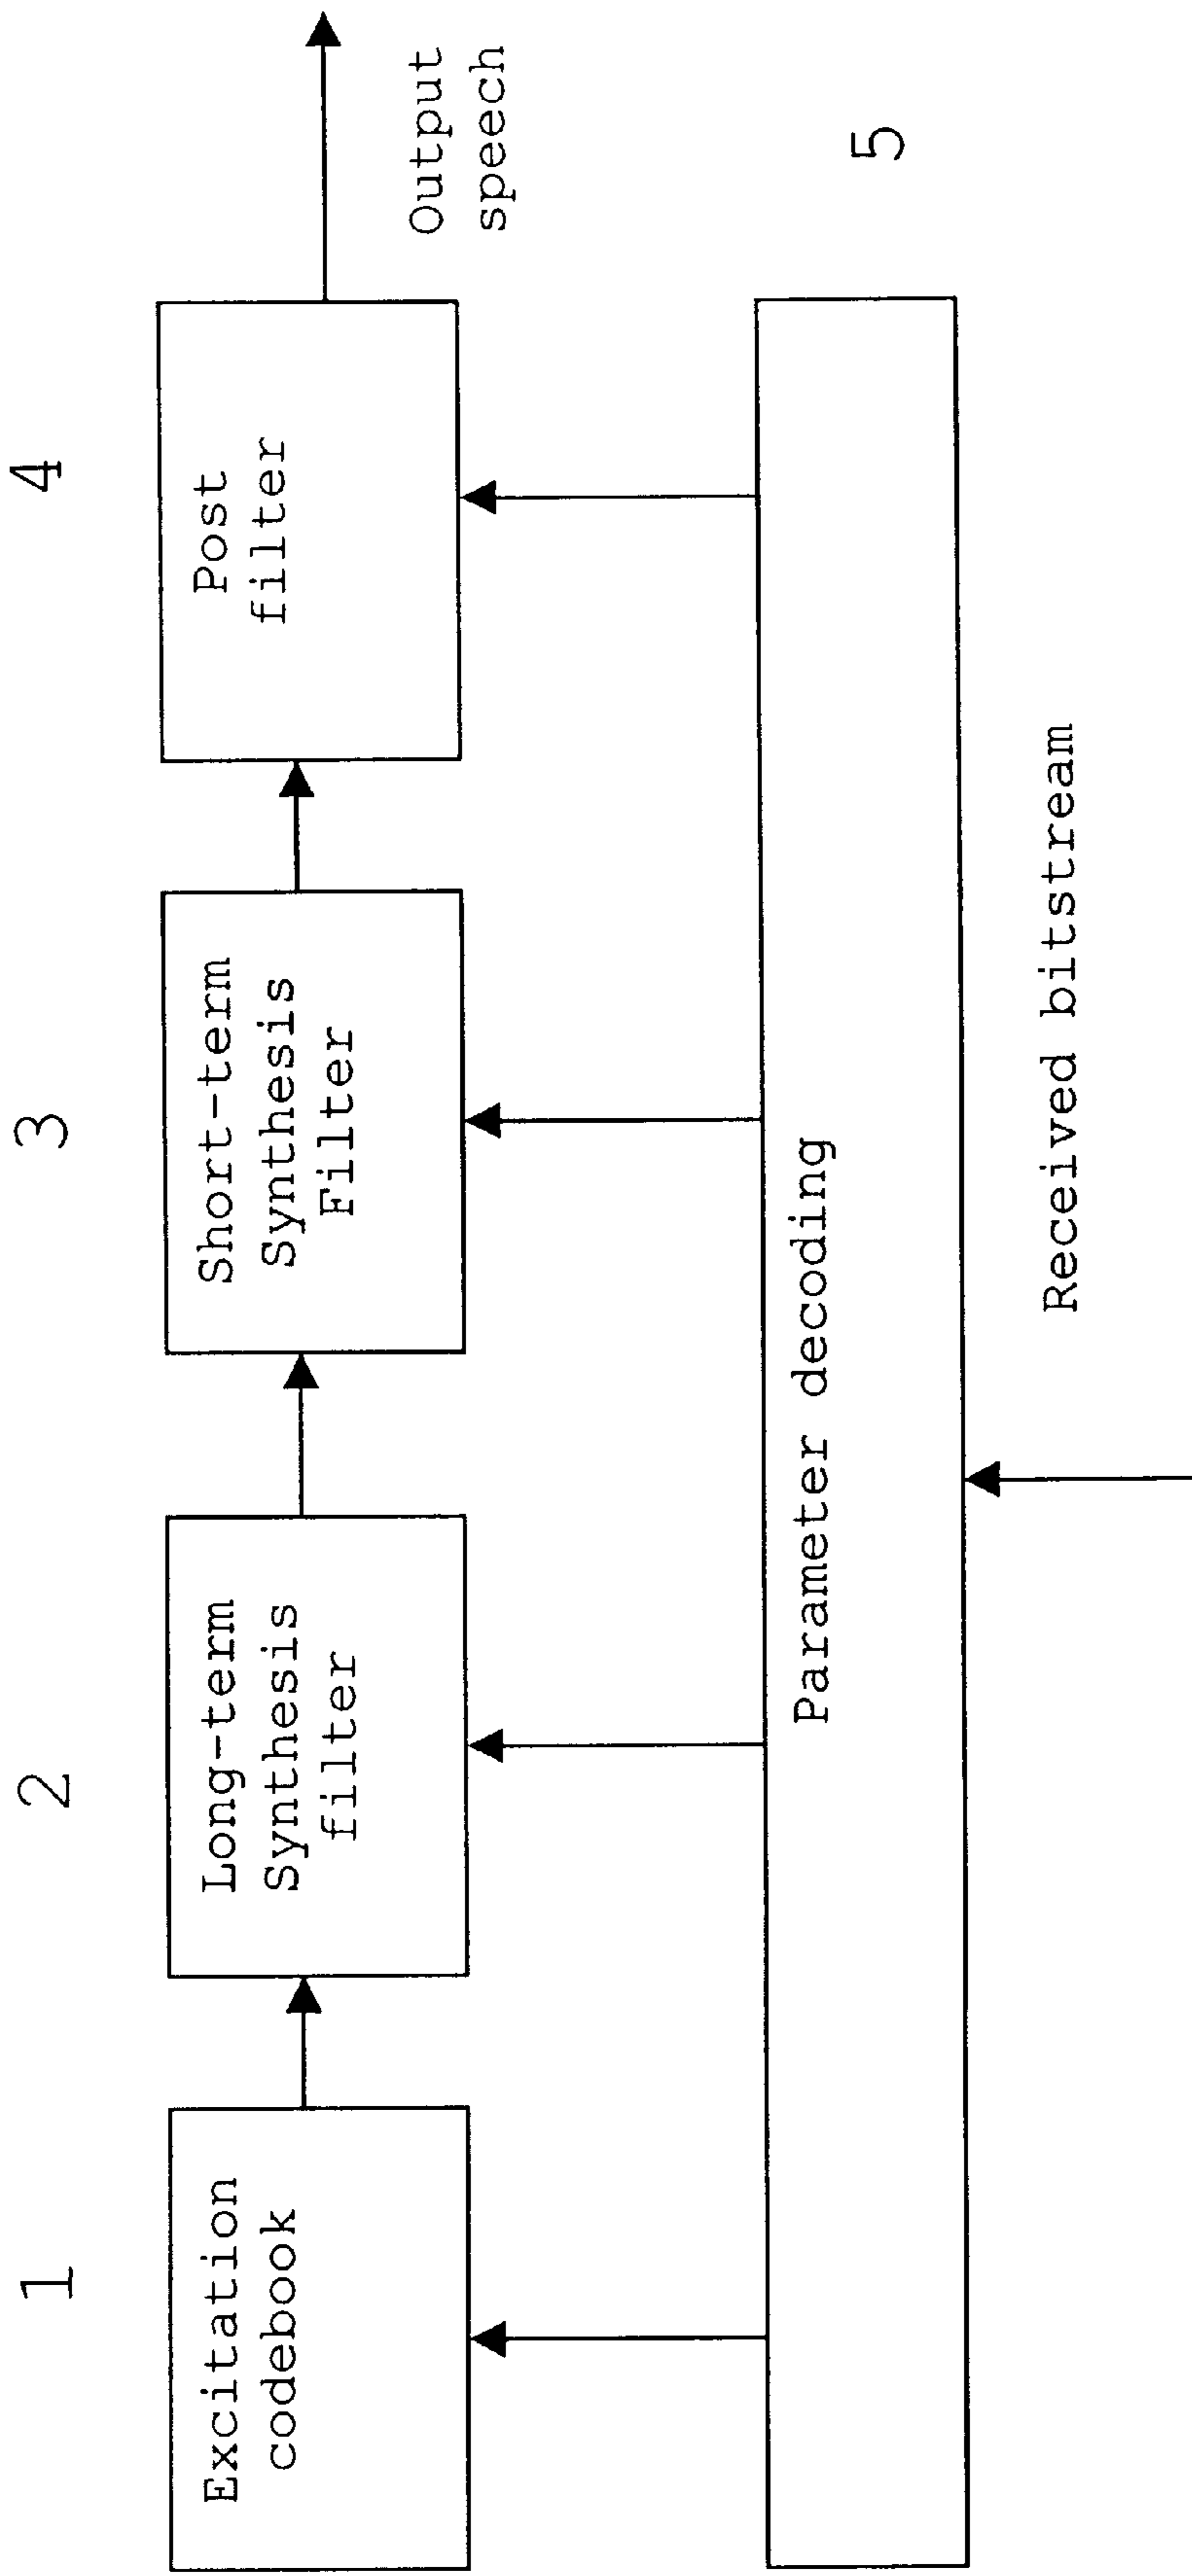 1
2
3
4
Excitation
codebook
Long-term
Synthesis
filter
Short-term
Synthesis
Filter
Post
filter
Output
speech
Parameter decoding
5
Received bitstream